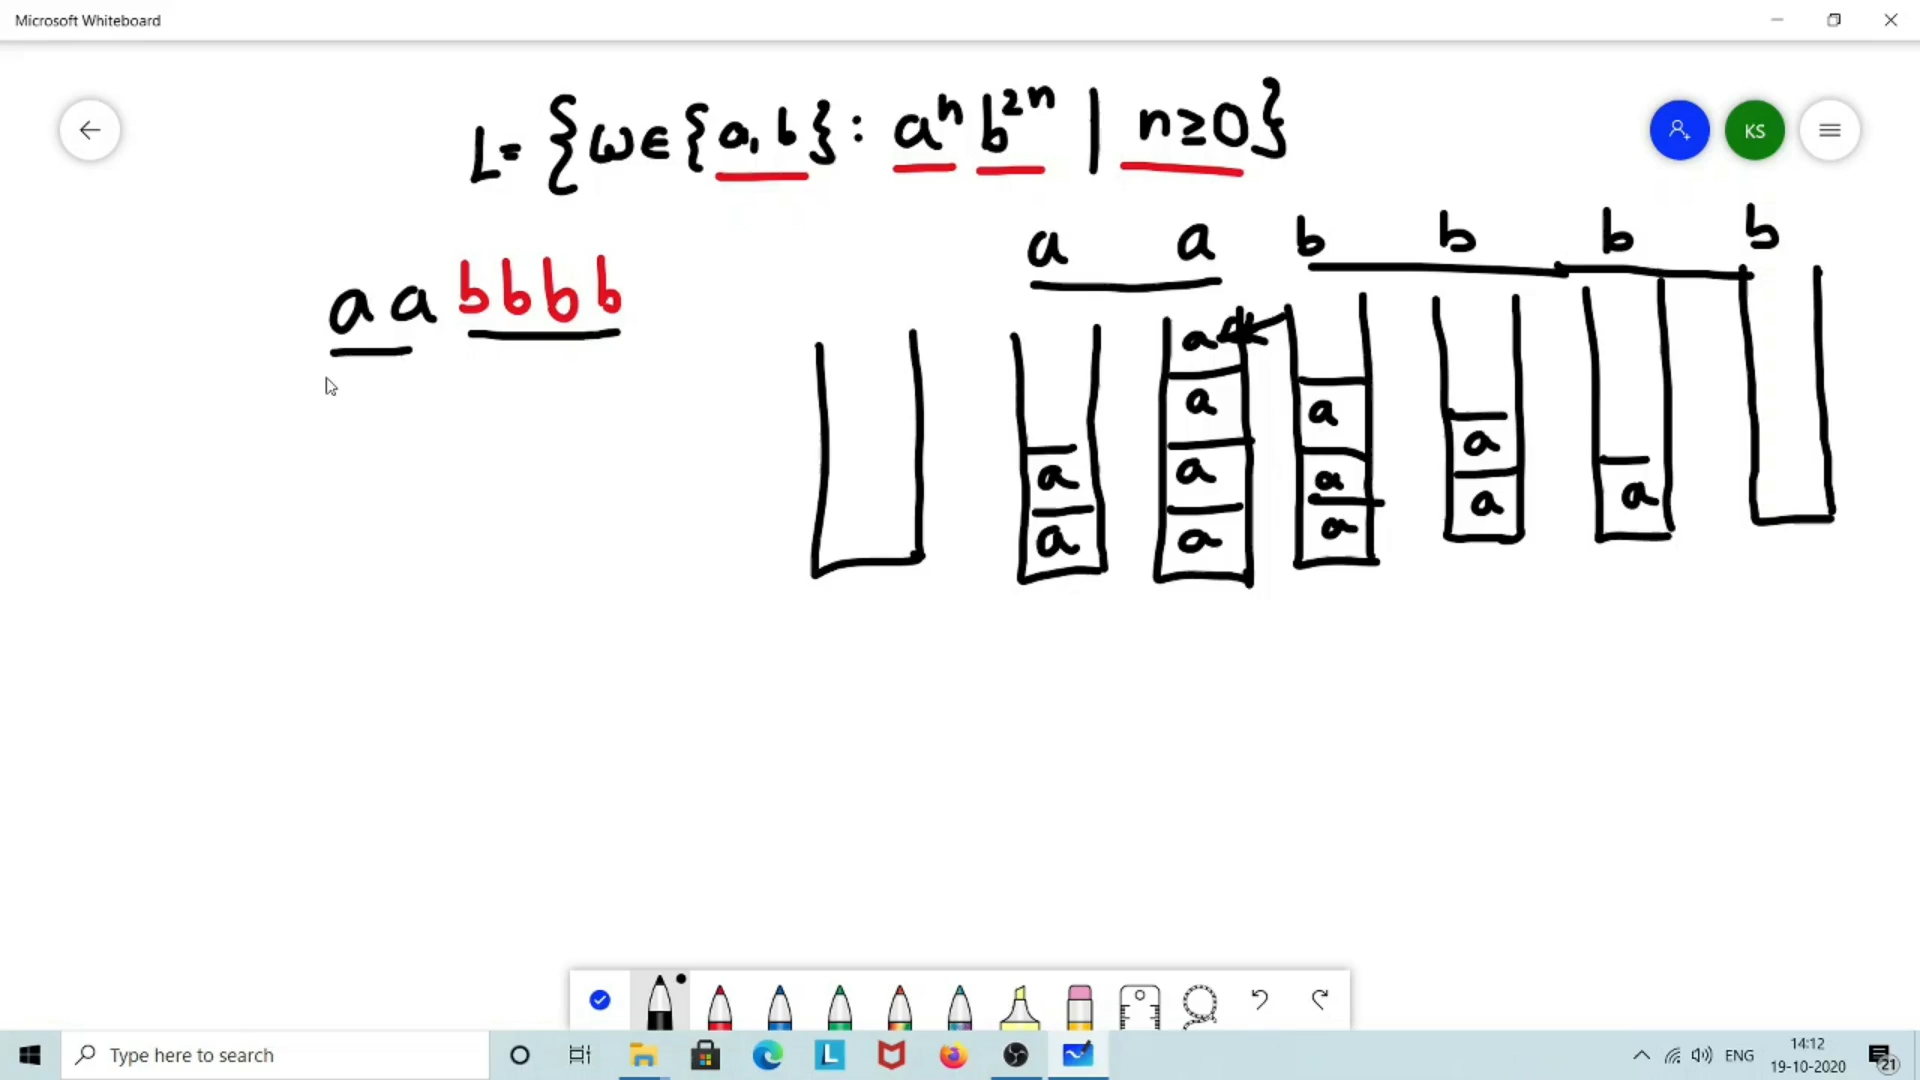 Microsoft Whiteboard
L= {ω∈{a,b}: aⁿ b²ⁿ | n≥0}
KS
a a b b b b
a a b b b b
a
a a
a a a
a a a a
a a a a
Type here to search
L
ENG
14:12
19-10-2020
21